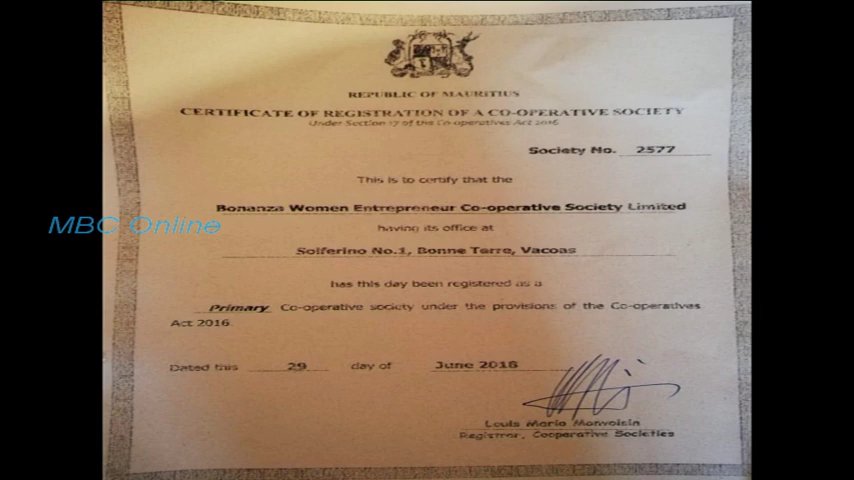 REPUBLIC OF MAURITIUS
CERTIFICATE OF REGISTRATION OF A CO-OPERATIVE SOCIETY
Under Section 17 of the Co-operatives Act 2016
Society No. 2577
This is to certify that the
Bonanza Women Entrepreneur Co-operative Society Limited
MBC Online
having its office at
Solferino No.1, Bonne Terre, Vacoas
has this day been registered as a
Primary Co-operative society under the provisions of the Co-operatives
Act 2016.
Dated this 29 day of June 2018
Louis Mario Monvoisin
Registrar, Cooperative Societies